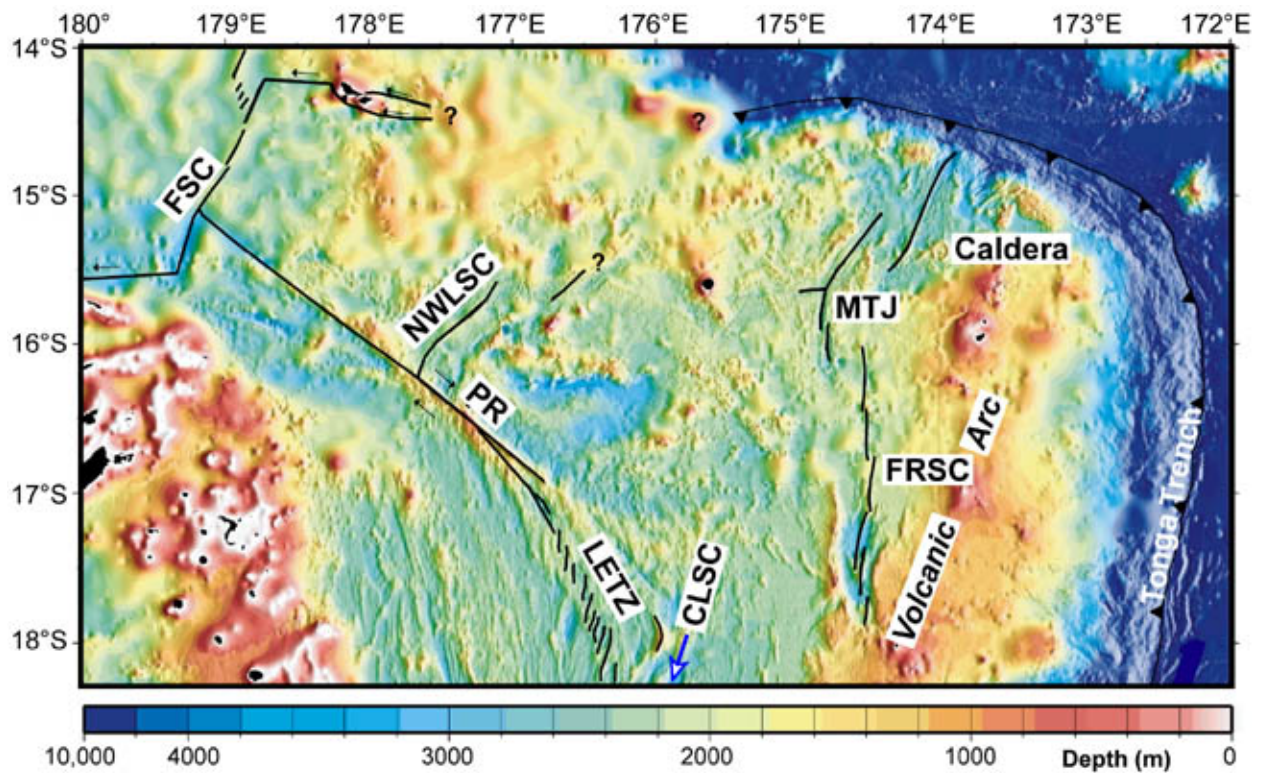 180° 179°E 178°E 177°E 176°E 175°E 174°E 173°E 172°E
14°S
?
?
FSC
15°S
Caldera
NWLSC
?
MTJ
16°S
PR
Arc
FRSC
17°S
Tonga Trench
LETZ
CLSC
Volcanic
18°S
10,000 4000 3000 2000 1000 Depth (m) 0